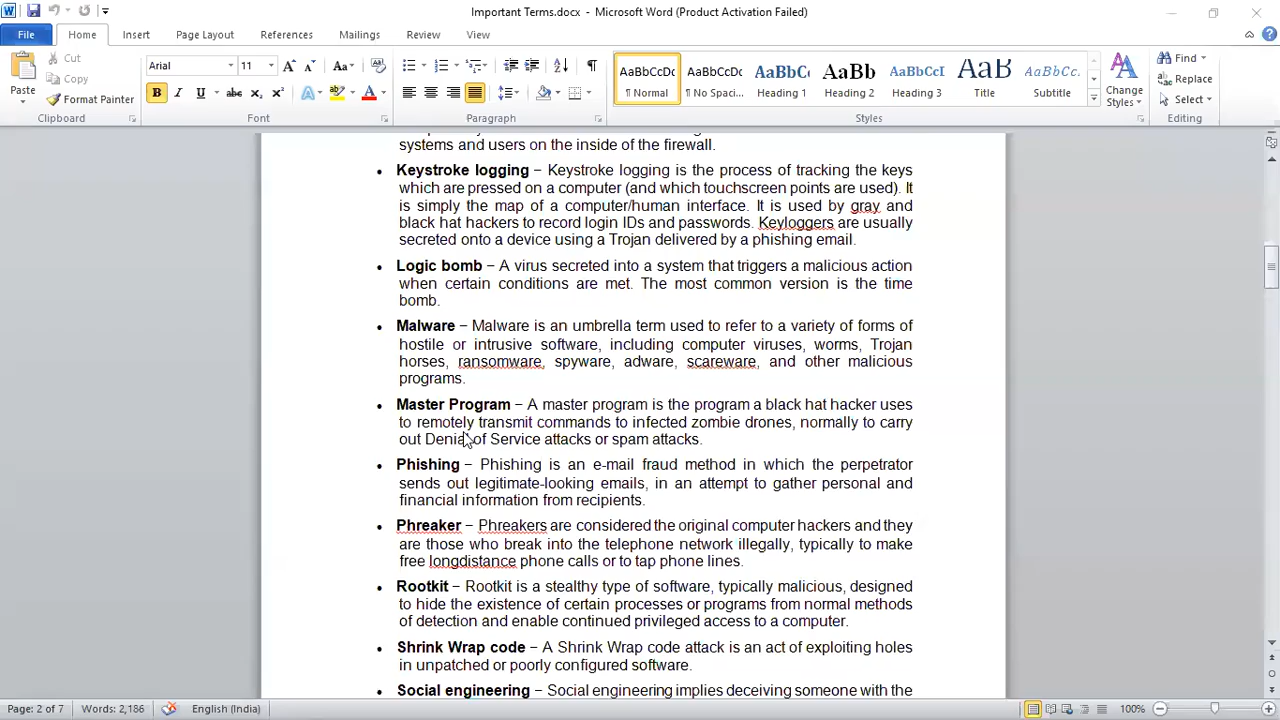 Important Terms.docx - Microsoft Word (Product Activation Failed)
File Home Insert Page Layout References Mailings Review View
Paste
Cut
Copy
Format Painter
Clipboard
Arial 11
Font
Paragraph
AaBbCcDc AaBbCcDc AaBbCc AaBbCc AaBbCcI AaB AaBbCcDc
¶ Normal ¶ No Spaci... Heading 1 Heading 2 Heading 3 Title Subtitle
Styles
Change Styles
Find
Replace
Select
Editing
systems and users on the inside of the firewall.
• Keystroke logging − Keystroke logging is the process of tracking the keys
which are pressed on a computer (and which touchscreen points are used). It
is simply the map of a computer/human interface. It is used by gray and
black hat hackers to record login IDs and passwords. Keyloggers are usually
secreted onto a device using a Trojan delivered by a phishing email.
• Logic bomb − A virus secreted into a system that triggers a malicious action
when certain conditions are met. The most common version is the time
bomb.
• Malware − Malware is an umbrella term used to refer to a variety of forms of
hostile or intrusive software, including computer viruses, worms, Trojan
horses, ransomware, spyware, adware, scareware, and other malicious
programs.
• Master Program − A master program is the program a black hat hacker uses
to remotely transmit commands to infected zombie drones, normally to carry
out Denial of Service attacks or spam attacks.
• Phishing − Phishing is an e-mail fraud method in which the perpetrator
sends out legitimate-looking emails, in an attempt to gather personal and
financial information from recipients.
• Phreaker − Phreakers are considered the original computer hackers and they
are those who break into the telephone network illegally, typically to make
free longdistance phone calls or to tap phone lines.
• Rootkit − Rootkit is a stealthy type of software, typically malicious, designed
to hide the existence of certain processes or programs from normal methods
of detection and enable continued privileged access to a computer.
• Shrink Wrap code − A Shrink Wrap code attack is an act of exploiting holes
in unpatched or poorly configured software.
• Social engineering − Social engineering implies deceiving someone with the
Page: 2 of 7 Words: 2,186 English (India) 100%